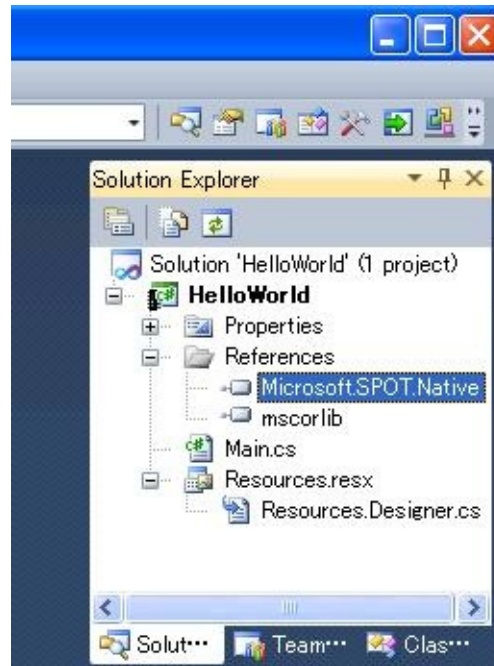 Solution Explorer
Solution 'HelloWorld' (1 project)
HelloWorld
Properties
References
Microsoft.SPOT.Native
mscorlib
Main.cs
Resources.resx
Resources.Designer.cs
Solut… Team… Clas…